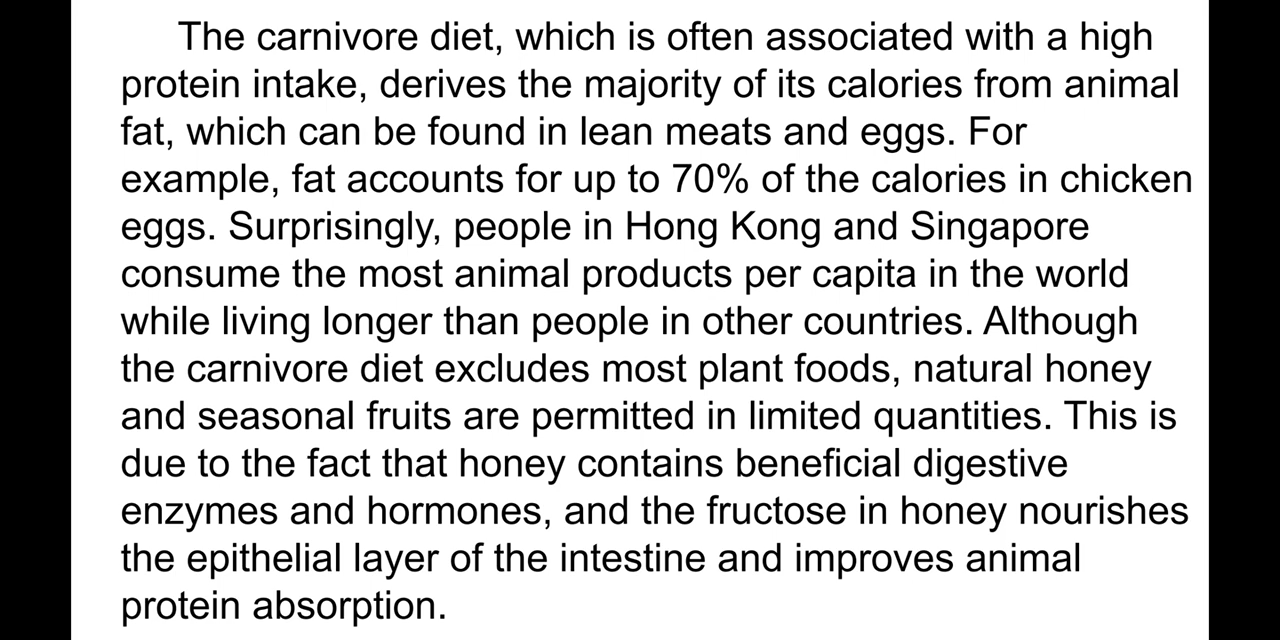 The carnivore diet, which is often associated with a high
protein intake, derives the majority of its calories from animal
fat, which can be found in lean meats and eggs. For
example, fat accounts for up to 70% of the calories in chicken
eggs. Surprisingly, people in Hong Kong and Singapore
consume the most animal products per capita in the world
while living longer than people in other countries. Although
the carnivore diet excludes most plant foods, natural honey
and seasonal fruits are permitted in limited quantities. This is
due to the fact that honey contains beneficial digestive
enzymes and hormones, and the fructose in honey nourishes
the epithelial layer of the intestine and improves animal
protein absorption.